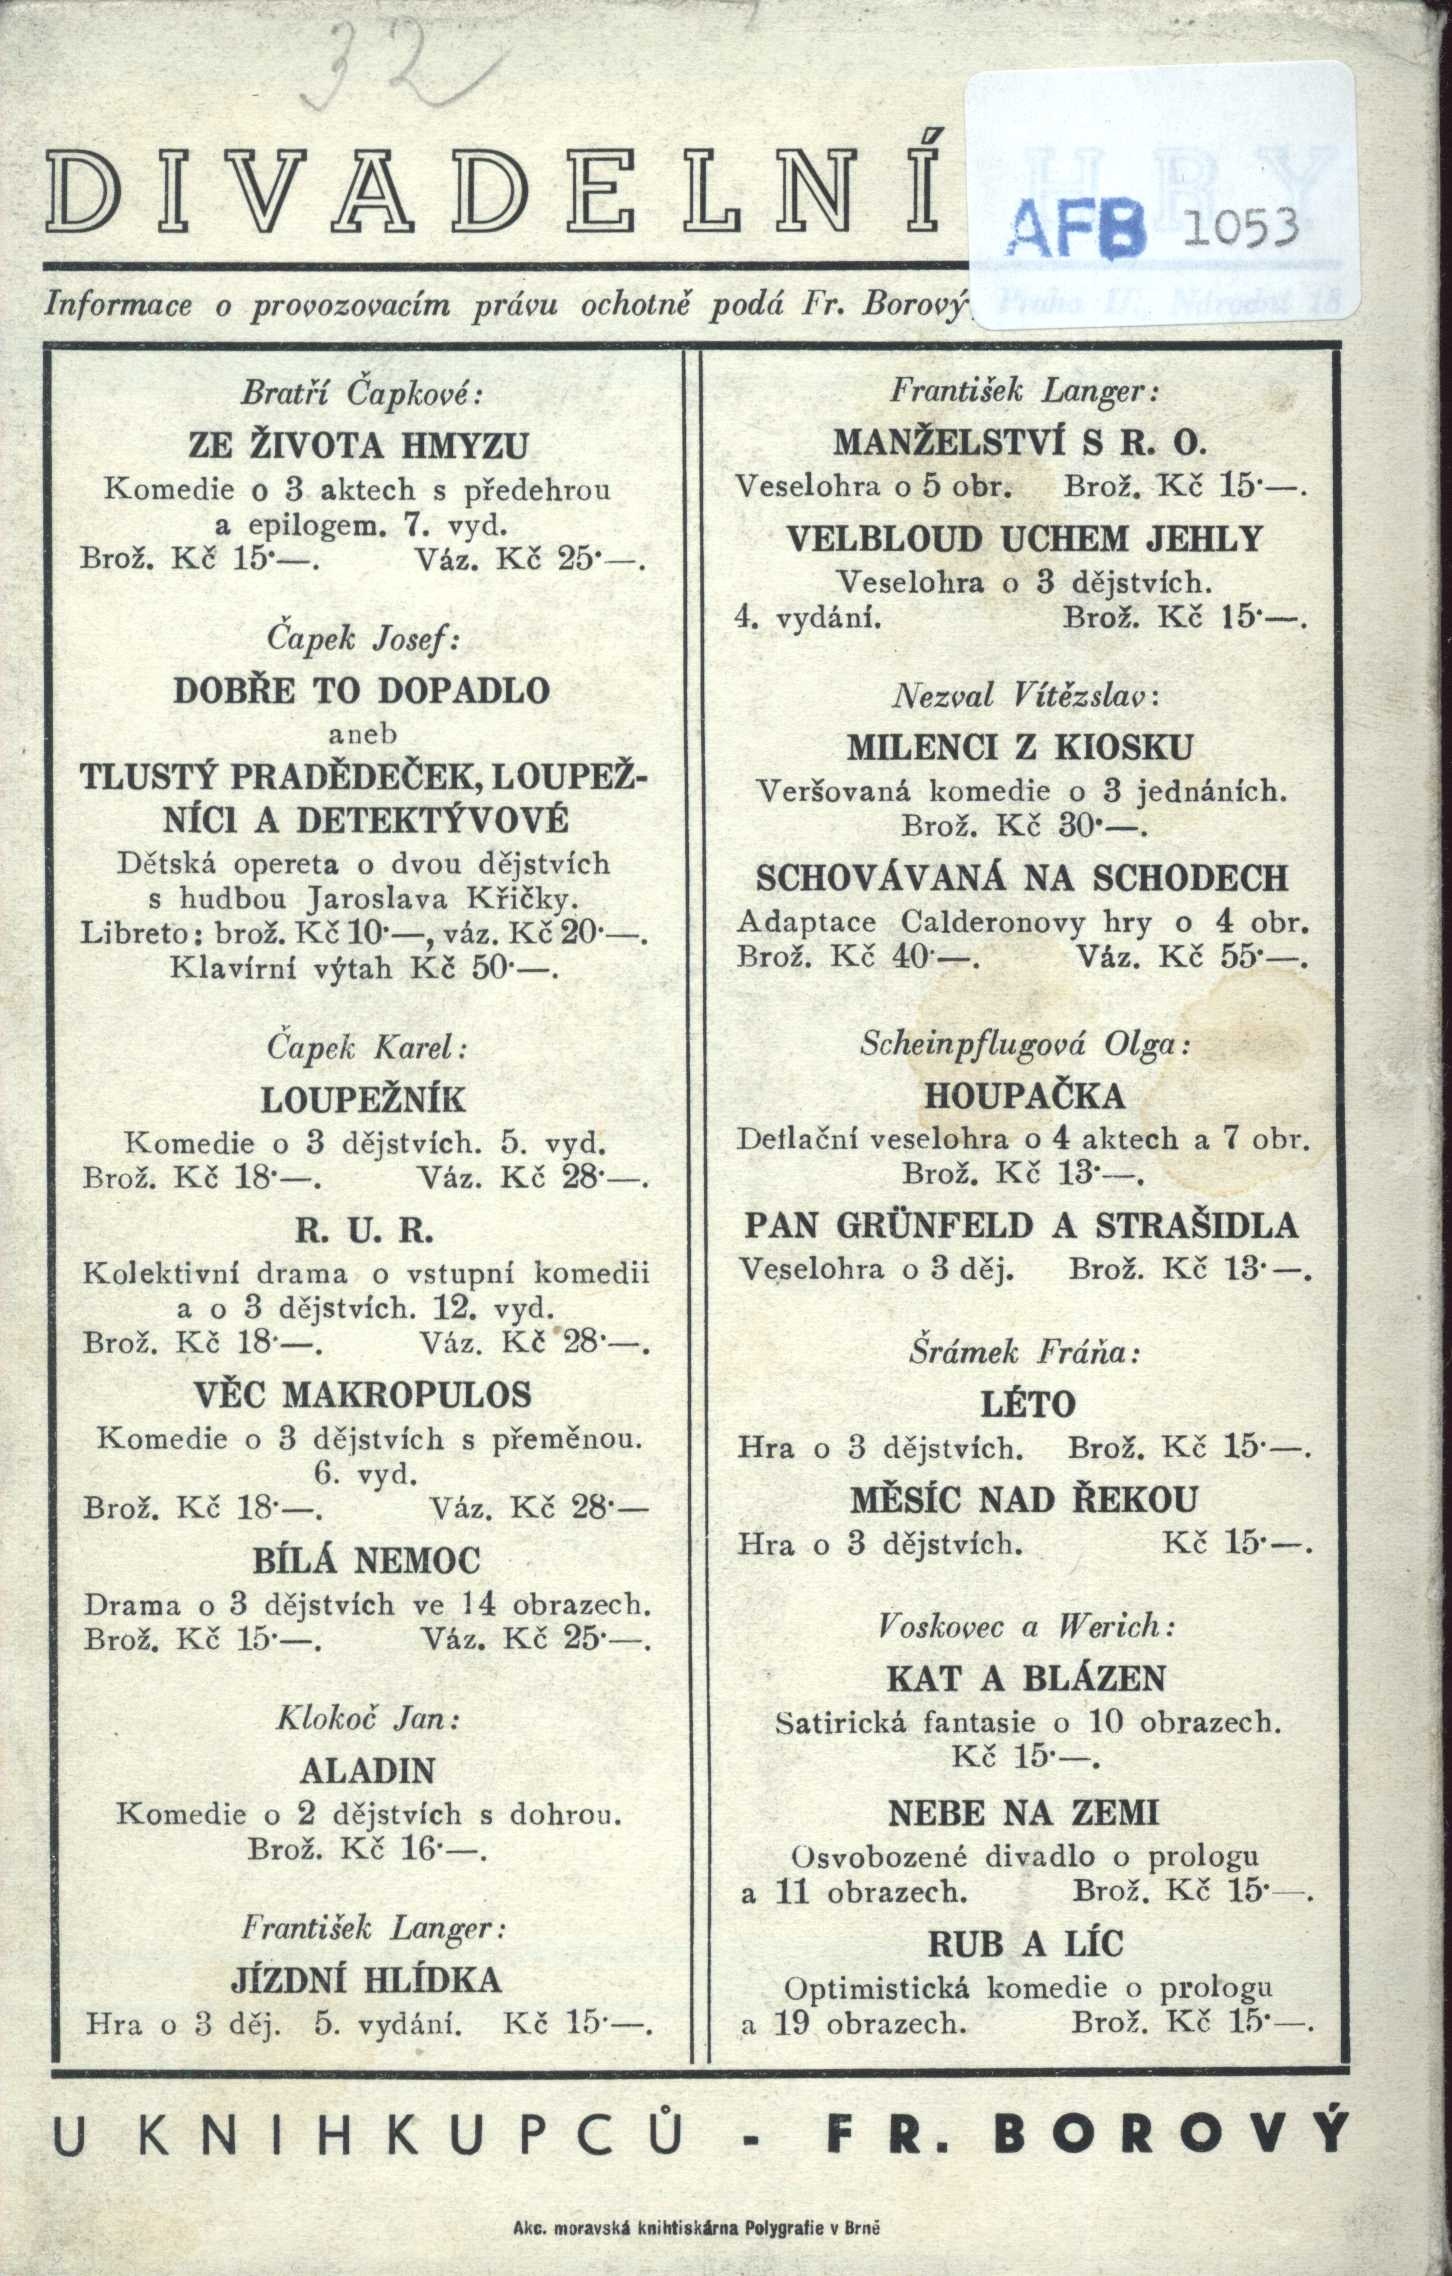 32
DIVADELNÍ HRY
AFB 1053
Informace o provozovacím právu ochotně podá Fr. Borový, Praha II, Národní 18
Bratří Čapkové:
ZE ŽIVOTA HMYZU
Komedie o 3 aktech s předehrou
a epilogem. 7. vyd.
Brož. Kč 15·—. Váz. Kč 25·—.
Čapek Josef:
DOBŘE TO DOPADLO
aneb
TLUSTÝ PRADĚDEČEK, LOUPEŽ-
NÍCI A DETEKTÝVOVÉ
Dětská opereta o dvou dějstvích
s hudbou Jaroslava Křičky.
Libreto: brož. Kč 10·—, váz. Kč 20·—.
Klavírní výtah Kč 50·—.
Čapek Karel:
LOUPEŽNÍK
Komedie o 3 dějstvích. 5. vyd.
Brož. Kč 18·—. Váz. Kč 28·—.
R. U. R.
Kolektivní drama o vstupní komedii
a o 3 dějstvích. 12. vyd.
Brož. Kč 18·—. Váz. Kč 28·—.
VĚC MAKROPULOS
Komedie o 3 dějstvích s přeměnou.
6. vyd.
Brož. Kč 18·—. Váz. Kč 28·—
BÍLÁ NEMOC
Drama o 3 dějstvích ve 14 obrazech.
Brož. Kč 15·—. Váz. Kč 25·—.
Klokoč Jan:
ALADIN
Komedie o 2 dějstvích s dohrou.
Brož. Kč 16·—.
František Langer:
JÍZDNÍ HLÍDKA
Hra o 3 děj. 5. vydání. Kč 15·—.
František Langer:
MANŽELSTVÍ S R. O.
Veselohra o 5 obr. Brož. Kč 15·—.
VELBLOUD UCHEM JEHLY
Veselohra o 3 dějstvích.
4. vydání. Brož. Kč 15·—.
Nezval Vítězslav:
MILENCI Z KIOSKU
Veršovaná komedie o 3 jednáních.
Brož. Kč 30·—.
SCHOVÁVANÁ NA SCHODECH
Adaptace Calderonovy hry o 4 obr.
Brož. Kč 40·—. Váz. Kč 55·—.
Scheinpflugová Olga:
HOUPAČKA
Deflační veselohra o 4 aktech a 7 obr.
Brož. Kč 13·—.
PAN GRÜNFELD A STRAŠIDLA
Veselohra o 3 děj. Brož. Kč 13·—.
Šrámek Fráňa:
LÉTO
Hra o 3 dějstvích. Brož. Kč 15·—.
MĚSÍC NAD ŘEKOU
Hra o 3 dějstvích. Kč 15·—.
Voskovec a Werich:
KAT A BLÁZEN
Satirická fantasie o 10 obrazech.
Kč 15·—.
NEBE NA ZEMI
Osvobozené divadlo o prologu
a 11 obrazech. Brož. Kč 15·—.
RUB A LÍC
Optimistická komedie o prologu
a 19 obrazech. Brož. Kč 15·—.
U KNIHKUPCŮ - FR. BOROVÝ
Akc. moravská knihtiskárna Polygrafie v Brně